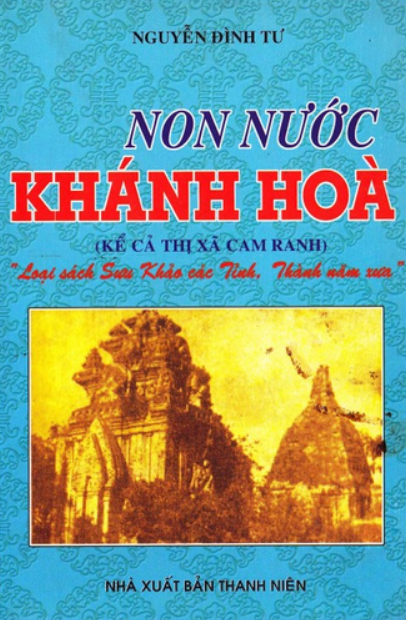 NGUYỄN ĐÌNH TƯ
NON NƯỚC
KHÁNH HOÀ
(KỂ CẢ THỊ XÃ CAM RANH)
"Loại sách Sưu Khảo các Tỉnh, Thành năm xưa"
NHÀ XUẤT BẢN THANH NIÊN